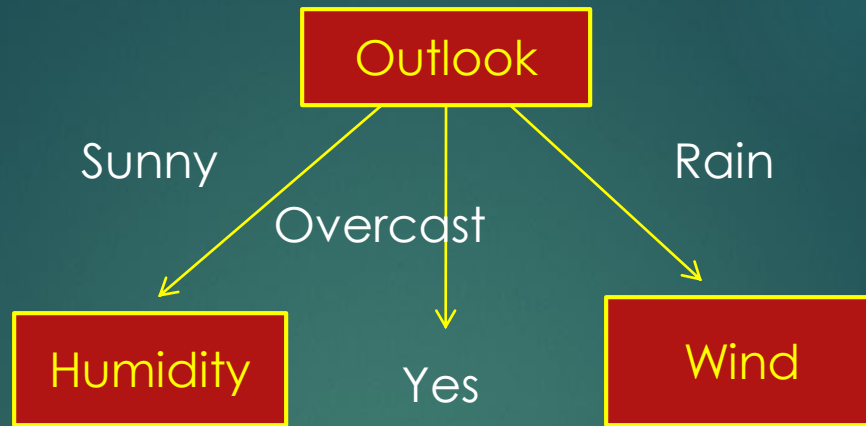 Outlook
Sunny
Rain
Overcast
Humidity
Yes
Wind